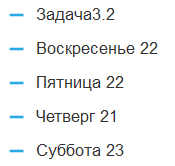 Задача3.2
Воскресенье 22
Пятница 22
Четверг 21
Суббота 23